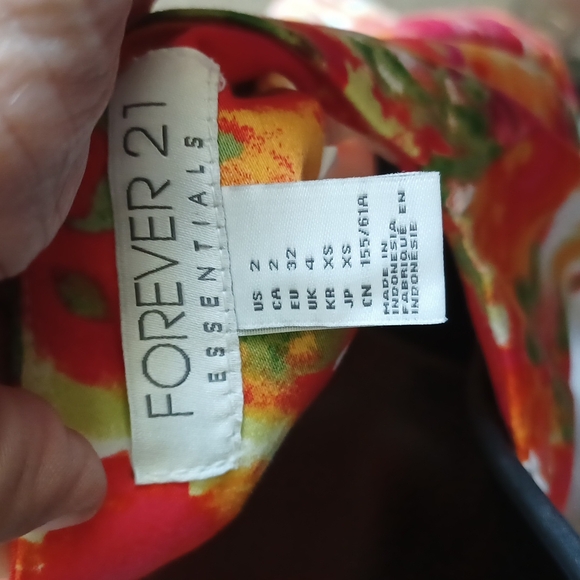 FOREVER 21
ESSENTIALS
US 2
CA 2
EU 32
UK 4
KR XS
JP XS
CN 155/61A
MADE IN
INDONESIA
FABRIQUÉ EN
INDONÉSIE